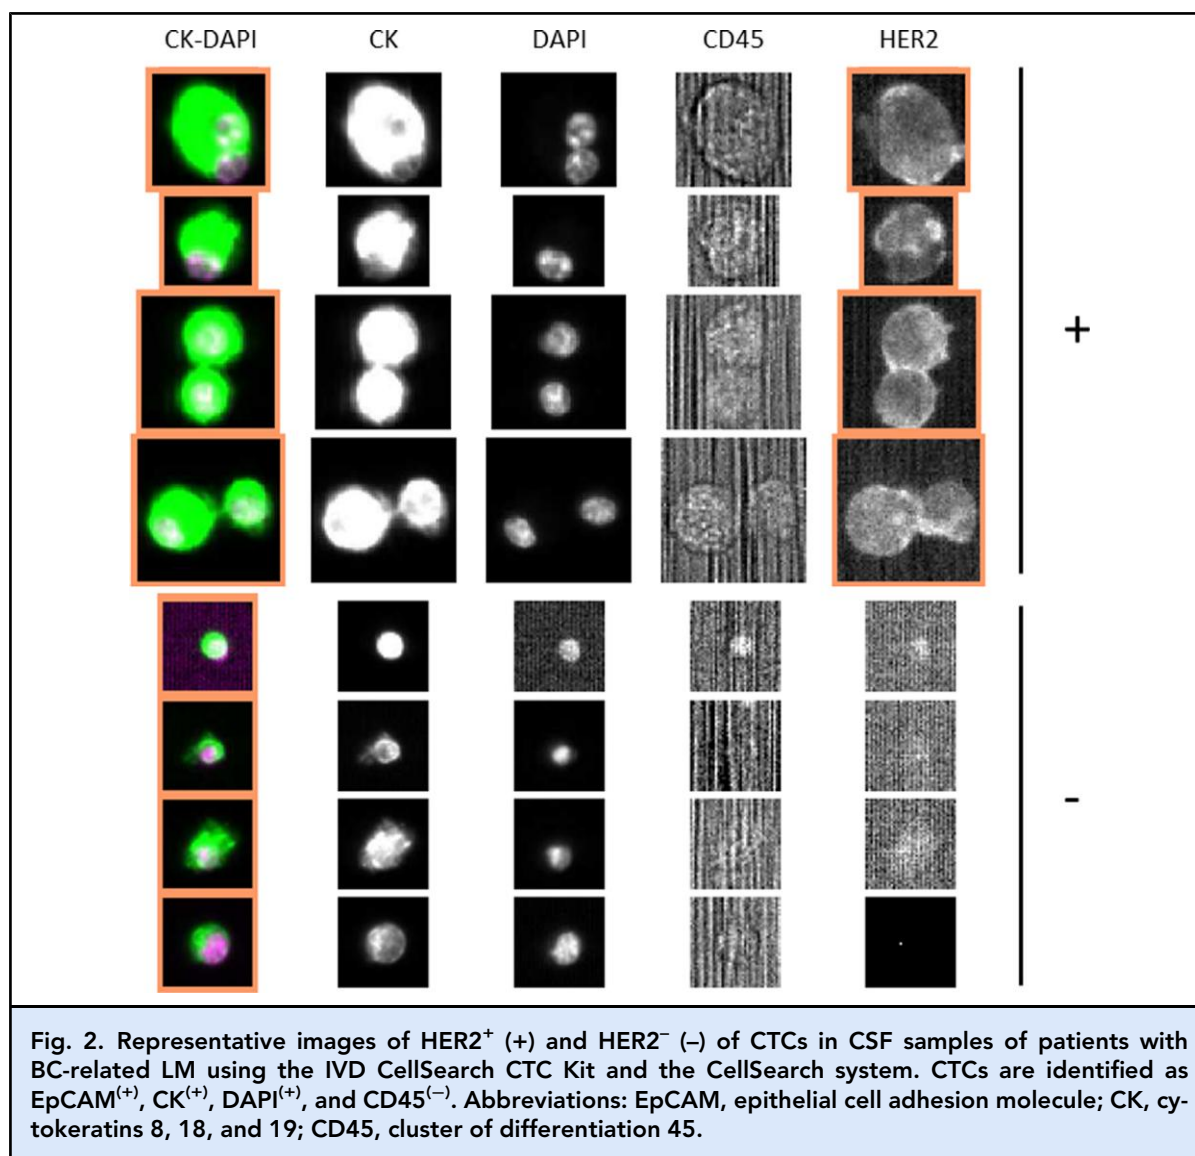 CK-DAPI CK DAPI CD45 HER2
+
-
Fig. 2. Representative images of HER2⁺ (+) and HER2⁻ (–) of CTCs in CSF samples of patients with
BC-related LM using the IVD CellSearch CTC Kit and the CellSearch system. CTCs are identified as
EpCAM⁽⁺⁾, CK⁽⁺⁾, DAPI⁽⁺⁾, and CD45⁽⁻⁾. Abbreviations: EpCAM, epithelial cell adhesion molecule; CK, cy-
tokeratins 8, 18, and 19; CD45, cluster of differentiation 45.